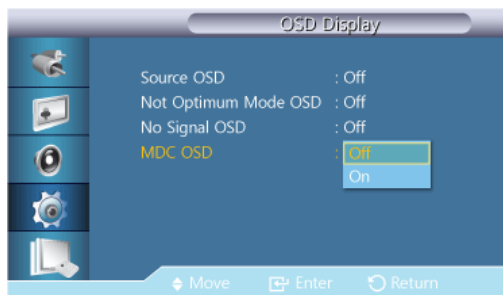 OSD Display
Source OSD : Off
Not Optimum Mode OSD : Off
No Signal OSD : Off
MDC OSD : Off
On
Move Enter Return